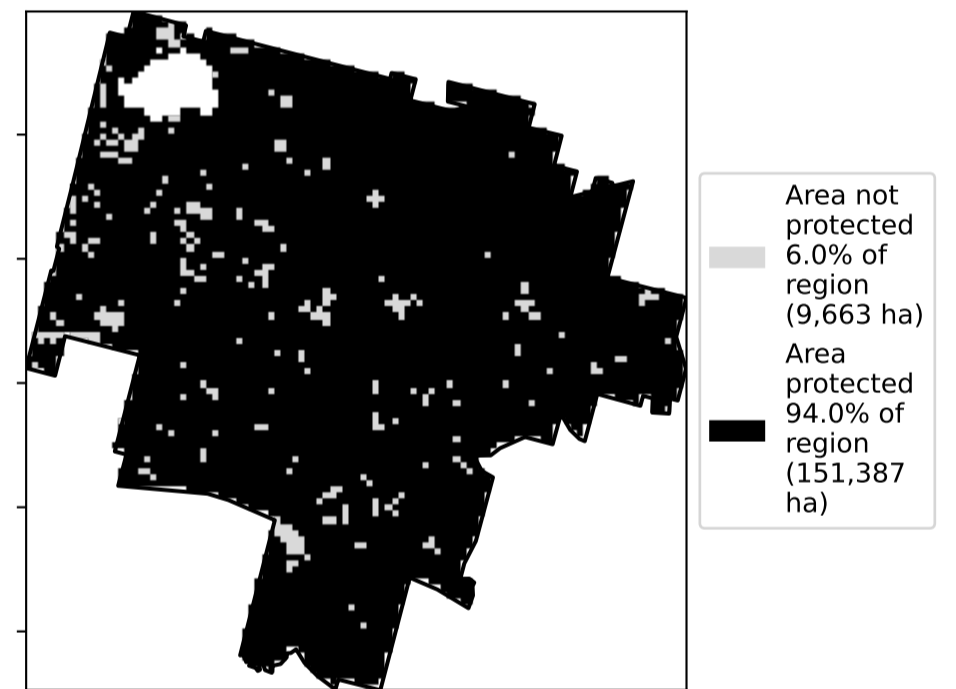 Area not
protected
6.0% of
region
(9,663 ha)
Area
protected
94.0% of
region
(151,387
ha)